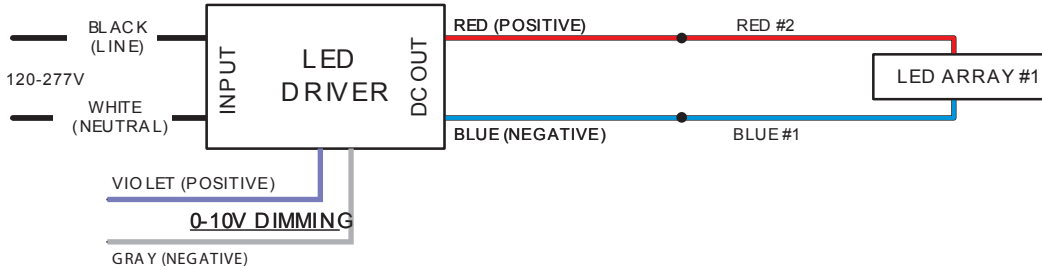 BLACK
(LINE)
120-277V
WHITE
(NEUTRAL)
INPUT
LED
DRIVER
DC OUT
RED (POSITIVE)
RED #2
LED ARRAY #1
BLUE (NEGATIVE)
BLUE #1
VIOLET (POSITIVE)
0-10V DIMMING
GRAY (NEGATIVE)